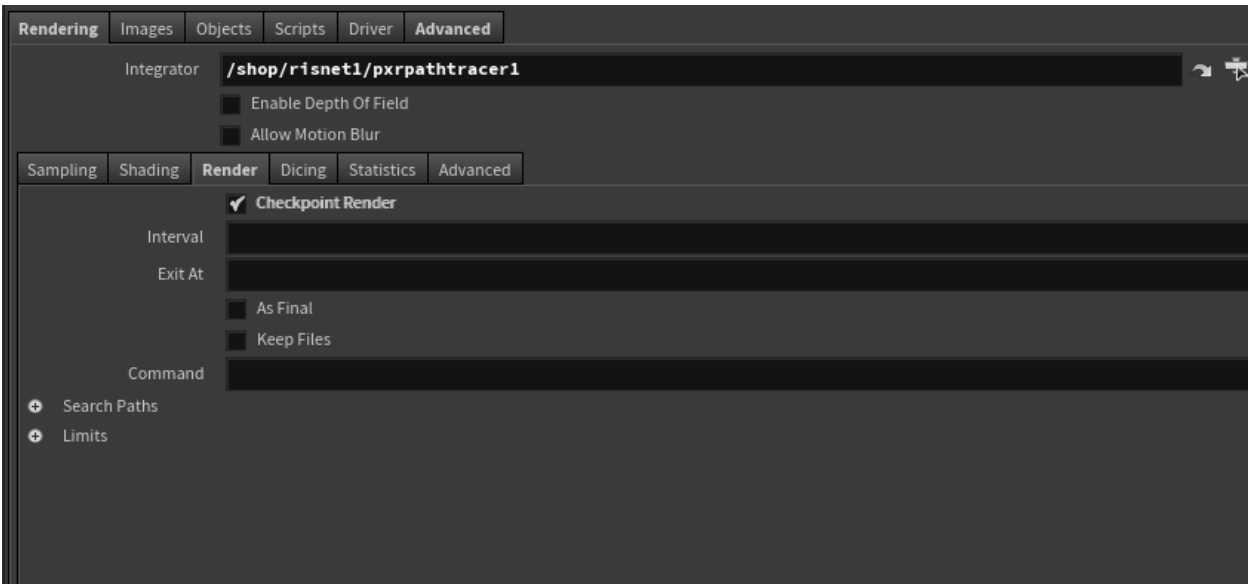 Rendering Images Objects Scripts Driver Advanced
Integrator /shop/risnet1/pxrpathtracer1
Enable Depth Of Field
Allow Motion Blur
Sampling Shading Render Dicing Statistics Advanced
Checkpoint Render
Interval
Exit At
As Final
Keep Files
Command
Search Paths
Limits